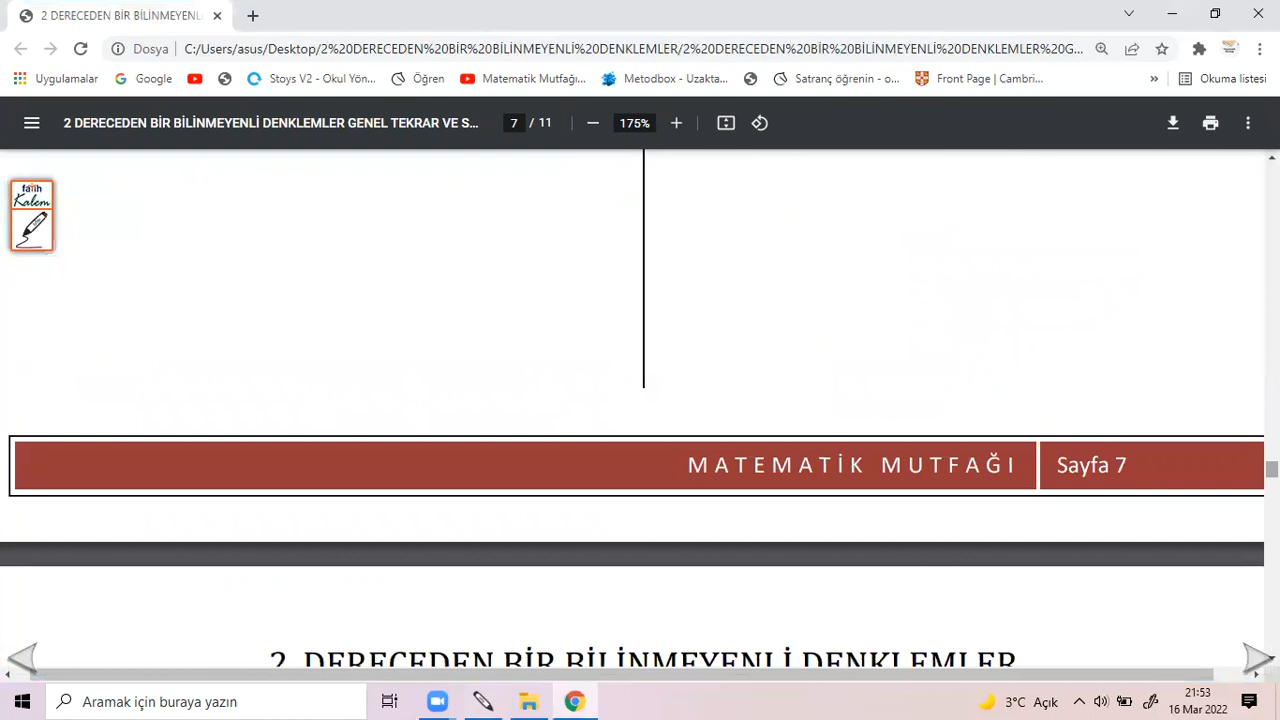 2 DERECEDEN BİR BİLİNMEYENL
Dosya
C:/Users/asus/Desktop/2%20DERECEDEN%20BİR%20BİLİNMEYENLİ%20DENKLEMLER/2%20DERECEDEN%20BİR%20BİLİNMEYENLİ%20DENKLEMLER%20G...
Uygulamalar
Google
Stoys V2 - Okul Yön...
Öğren
Matematik Mutfağı...
Metodbox - Uzakta...
Satranç öğrenin - o...
Front Page | Cambri...
»
Okuma listesi
2 DERECEDEN BİR BİLİNMEYENLİ DENKLEMLER GENEL TEKRAR VE S...
7 / 11
175%
fatih
Kalem
MATEMATİK MUTFAĞI
Sayfa 7
2. DERECEDEN BİR BİLİNMEYENLİ DENKLEMLER
Aramak için buraya yazın
3°C Açık
21:53
16 Mar 2022